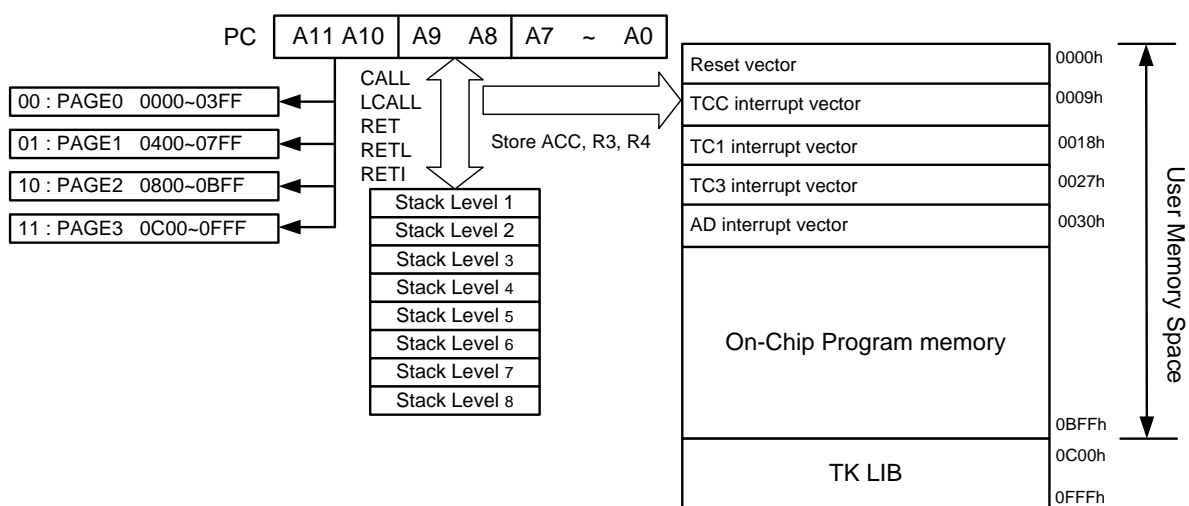 PC A11 A10 A9 A8 A7 ~ A0
00 : PAGE0 0000~03FF
01 : PAGE1 0400~07FF
10 : PAGE2 0800~0BFF
11 : PAGE3 0C00~0FFF
CALL
LCALL
RET
RETL
RETI
Store ACC, R3, R4
Stack Level 1
Stack Level 2
Stack Level 3
Stack Level 4
Stack Level 5
Stack Level 6
Stack Level 7
Stack Level 8
Reset vector 0000h
TCC interrupt vector 0009h
TC1 interrupt vector 0018h
TC3 interrupt vector 0027h
AD interrupt vector 0030h
On-Chip Program memory
0BFFh
0C00h
TK LIB
0FFFh
User Memory Space